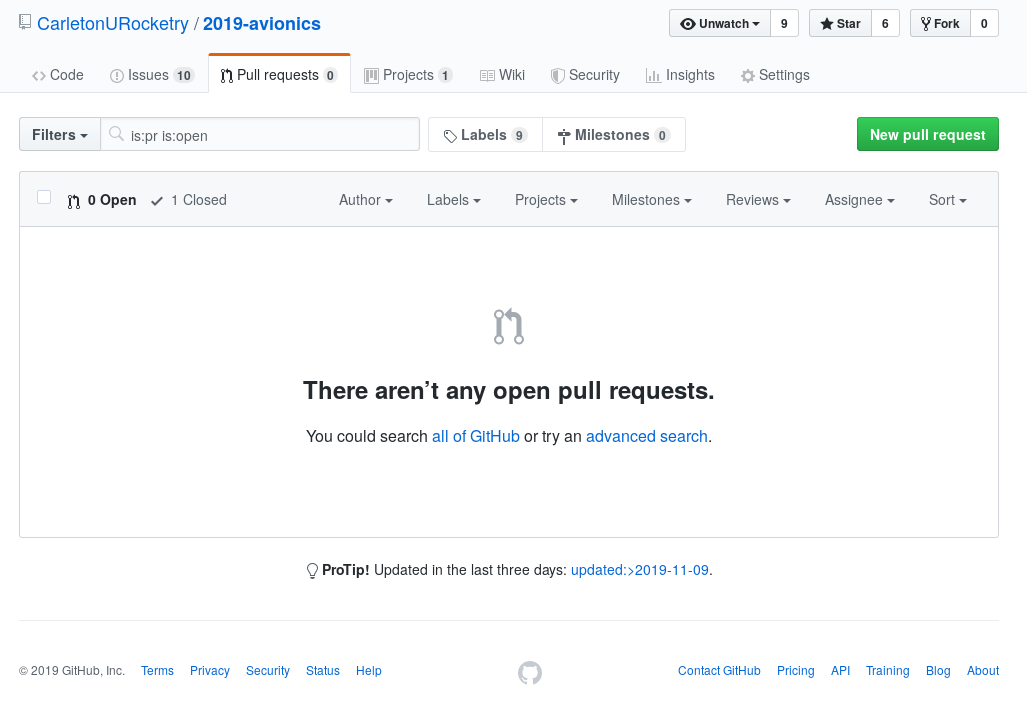 CarletonURocketry / 2019-avionics
Unwatch 9 Star 6 Fork 0
Code Issues 10 Pull requests 0 Projects 1 Wiki Security Insights Settings
Filters is:pr is:open Labels 9 Milestones 0 New pull request
0 Open 1 Closed Author Labels Projects Milestones Reviews Assignee Sort
There aren’t any open pull requests.
You could search all of GitHub or try an advanced search.
ProTip! Updated in the last three days: updated:>2019-11-09.
© 2019 GitHub, Inc. Terms Privacy Security Status Help Contact GitHub Pricing API Training Blog About